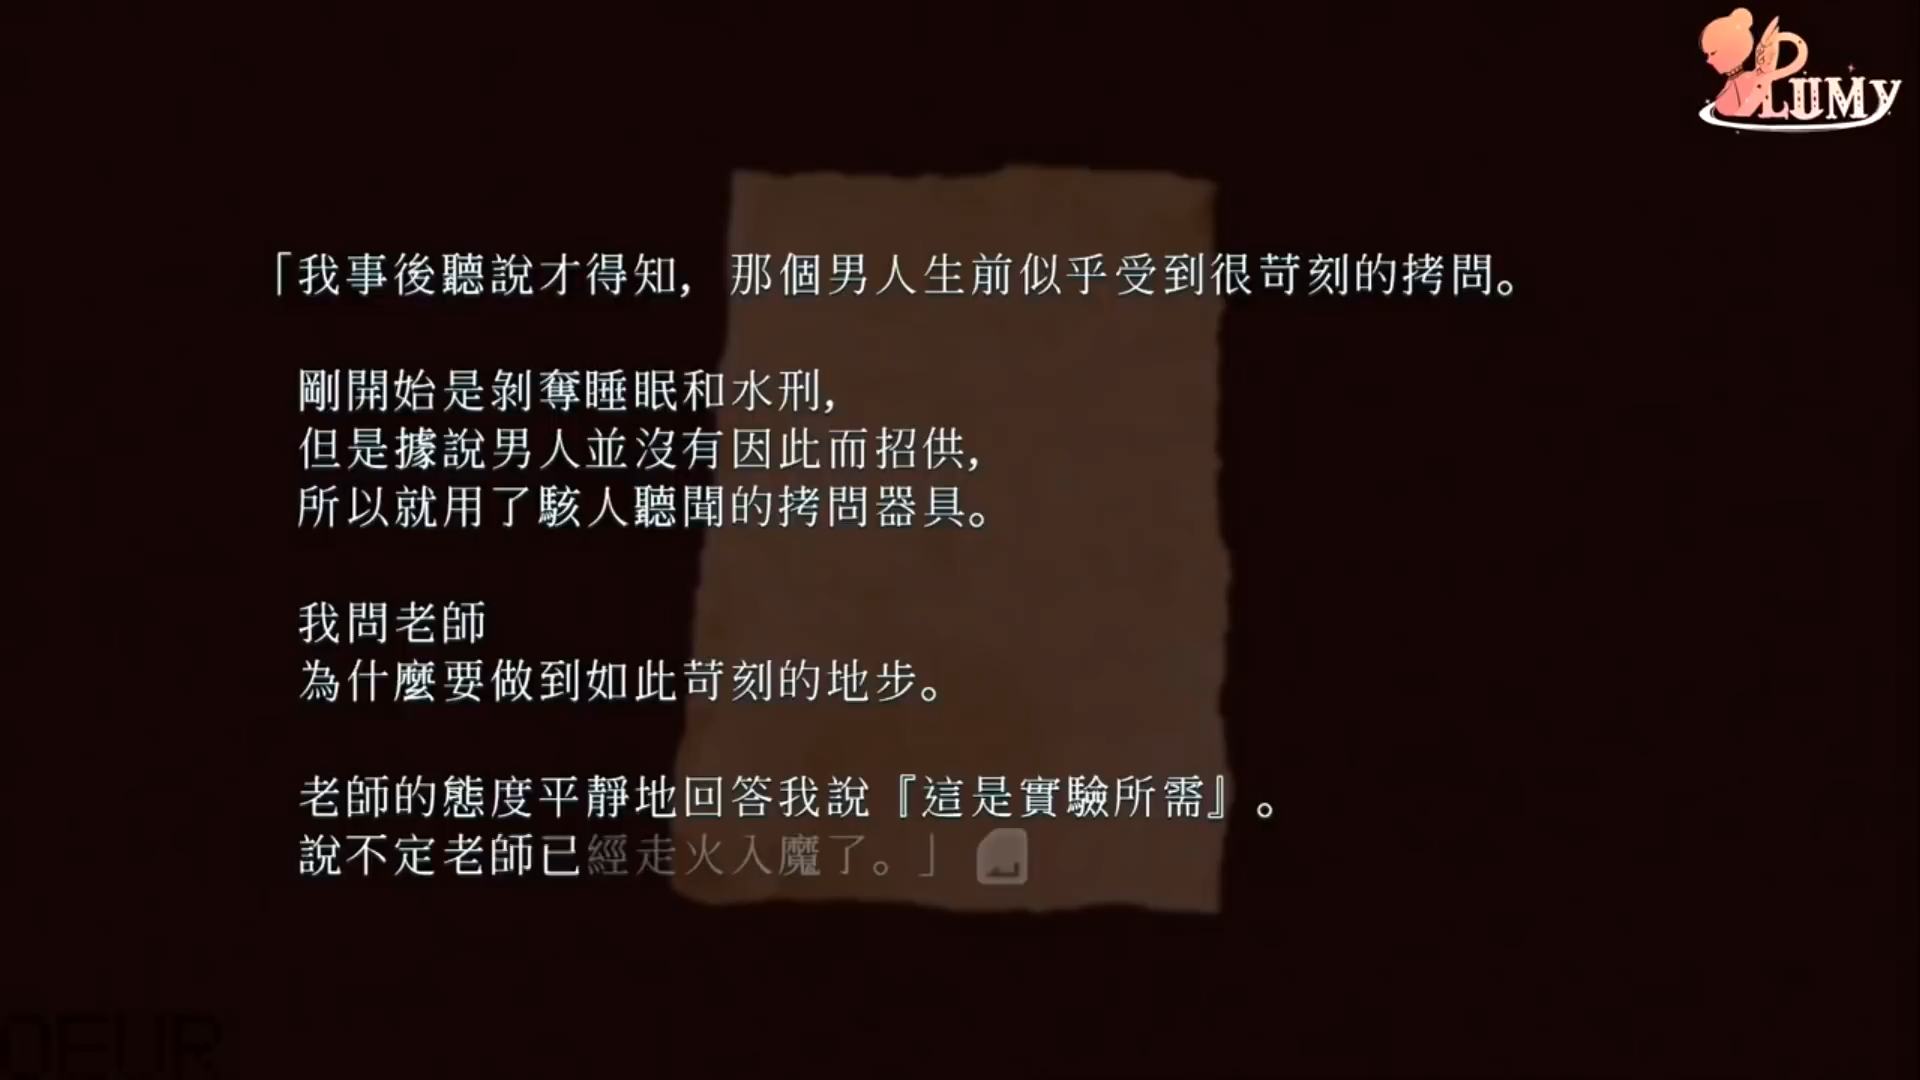 PLUMy
「我事後聽說才得知，那個男人生前似乎受到很苛刻的拷問。
剛開始是剝奪睡眠和水刑，
但是據說男人並沒有因此而招供，
所以就用了駭人聽聞的拷問器具。
我問老師
為什麼要做到如此苛刻的地步。
老師的態度平靜地回答我說『這是實驗所需』。
說不定老師已經走火入魔了。」